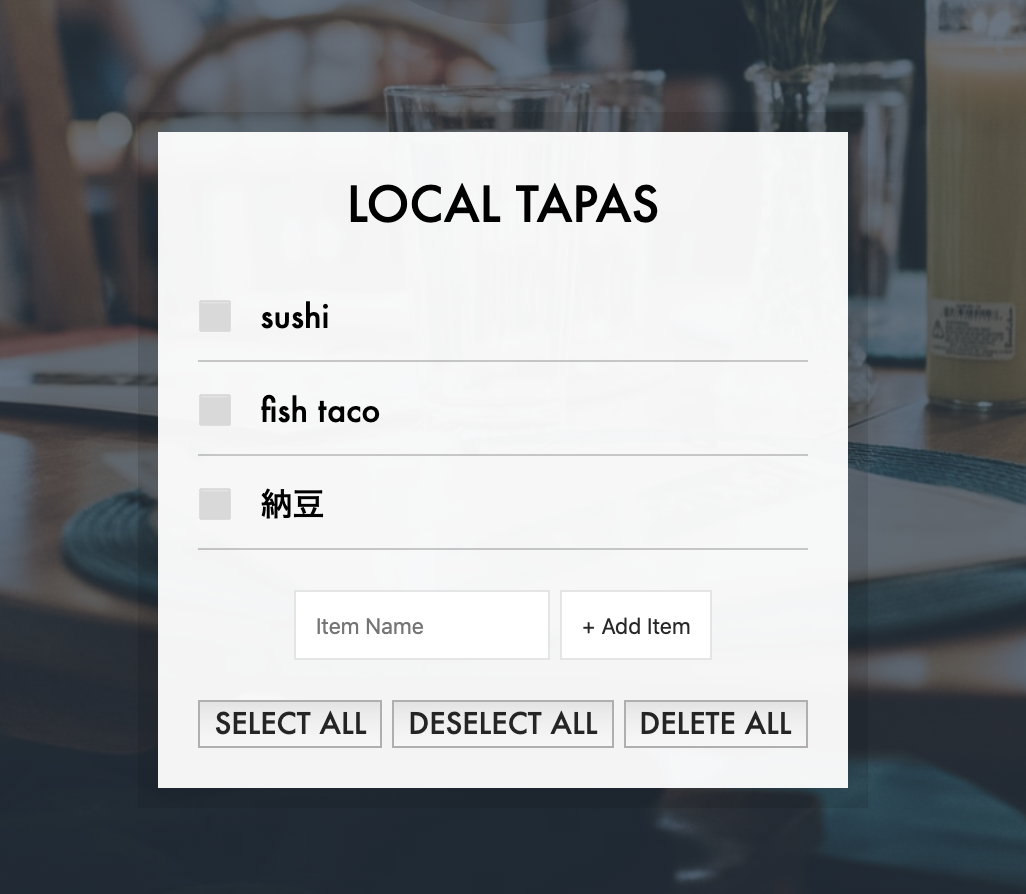 LOCAL TAPAS
sushi
fish taco
納豆
Item Name
+ Add Item
SELECT ALL
DESELECT ALL
DELETE ALL